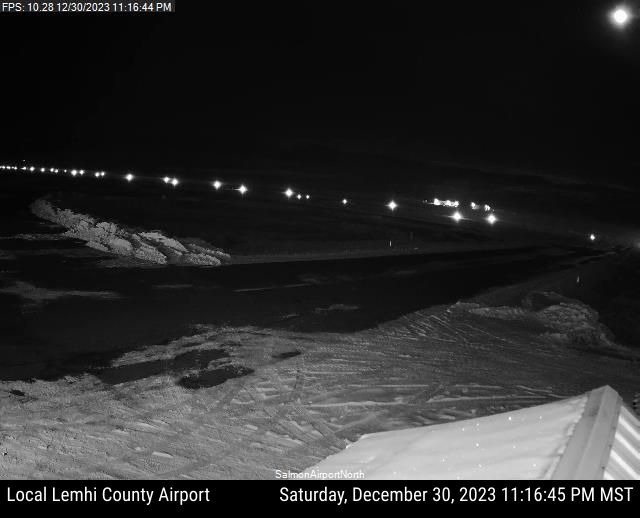 FPS: 10.28 12/30/2023 11:16:44 PM
SalmonAirportNorth
Local Lemhi County Airport Saturday, December 30, 2023 11:16:45 PM MST